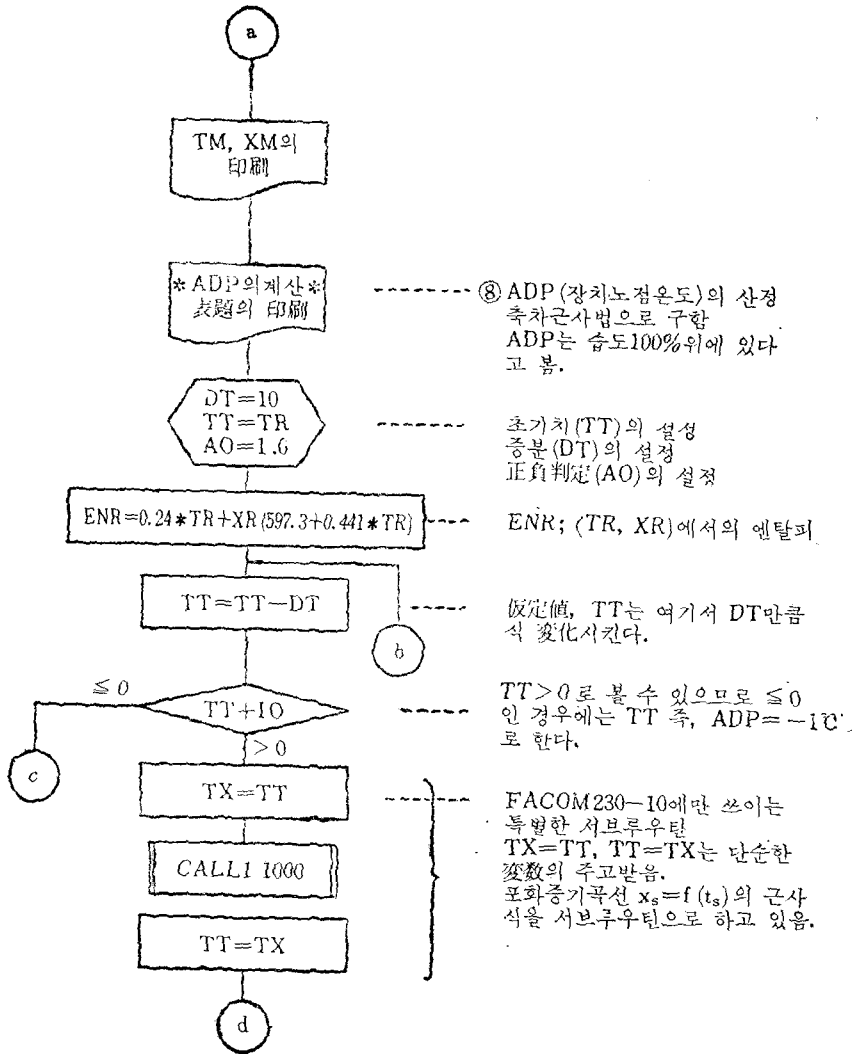 a
TM, XM의
印刷
*ADP의계산*
表題의 印刷
⑧ ADP(장치노점온도)의 산정
축차근사법으로 구함
ADP는 습도100%위에 있다
고 봄.
DT=10
TT=TR
AO=1.0
초기치(TT)의 설성
증분(DT)의 설정
正負判定(AO)의 설정
ENR=0.24*TR+XR(597.3+0.441*TR)
ENR; (TR, XR)에서의 엔탈피
TT=TT-DT
b
仮定値, TT는 여기서 DT만큼
식 変化시킨다.
≦0
TT+10
>0
c
TT>0로 볼 수 있으므로 ≦0
인 경우에는 TT 즉, ADP=-1℃
로 한다.
TX=TT
CALL1 1000
TT=TX
FACOM230-10에만 쓰이는
특별한 서브루우틴
TX=TT, TT=TX는 단순한
変数의 주고받음.
포화증기곡선 xs=f(ts)의 근사
식을 서브루우틴으로 하고 있음.
d